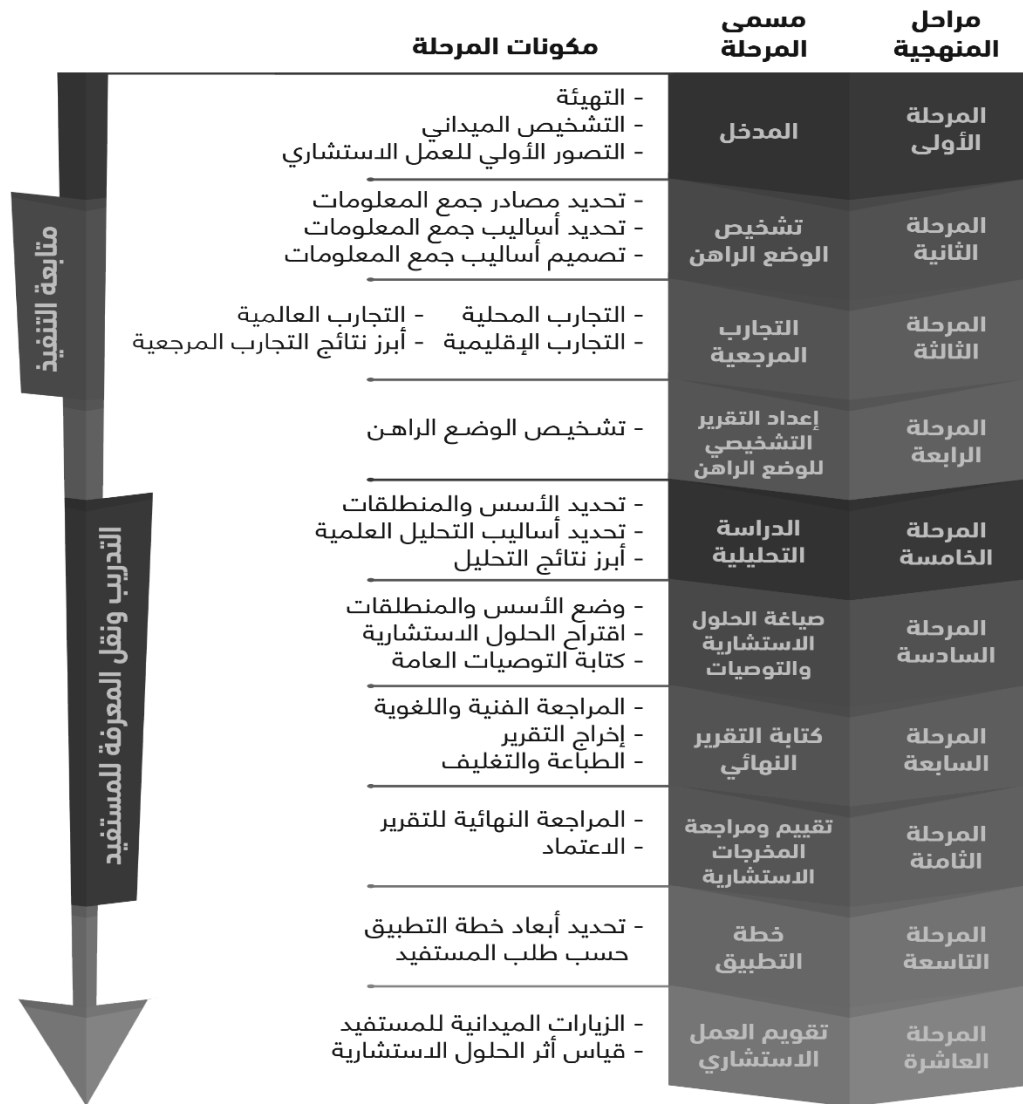 مراحل
المنهجية
مسمى
المرحلة
مكونات المرحلة
المرحلة
الأولى
المدخل
- التهيئة
- التشخيص الميداني
- التصور الأولي للعمل الاستشاري
المرحلة
الثانية
تشخيص
الوضع الراهن
- تحديد مصادر جمع المعلومات
- تحديد أساليب جمع المعلومات
- تصميم أساليب جمع المعلومات
المرحلة
الثالثة
التجارب
المرجعية
- التجارب المحلية - التجارب العالمية
- التجارب الإقليمية - أبرز نتائج التجارب المرجعية
المرحلة
الرابعة
إعداد التقرير
التشخيصي
للوضع الراهن
- تشخيص الوضع الراهن
المرحلة
الخامسة
الدراسة
التحليلية
- تحديد الأسس والمنطلقات
- تحديد أساليب التحليل العلمية
- أبرز نتائج التحليل
المرحلة
السادسة
صياغة الحلول
الاستشارية
والتوصيات
- وضع الأسس والمنطلقات
- اقتراح الحلول الاستشارية
- كتابة التوصيات العامة
المرحلة
السابعة
كتابة التقرير
النهائي
- المراجعة الفنية واللغوية
- إخراج التقرير
- الطباعة والتغليف
المرحلة
الثامنة
تقييم ومراجعة
المخرجات
الاستشارية
- المراجعة النهائية للتقرير
- الاعتماد
المرحلة
التاسعة
خطة
التطبيق
- تحديد أبعاد خطة التطبيق
حسب طلب المستفيد
المرحلة
العاشرة
تقويم العمل
الاستشاري
- الزيارات الميدانية للمستفيد
- قياس أثر الحلول الاستشارية
متابعة التنفيذ
التدريب ونقل المعرفة للمستفيد